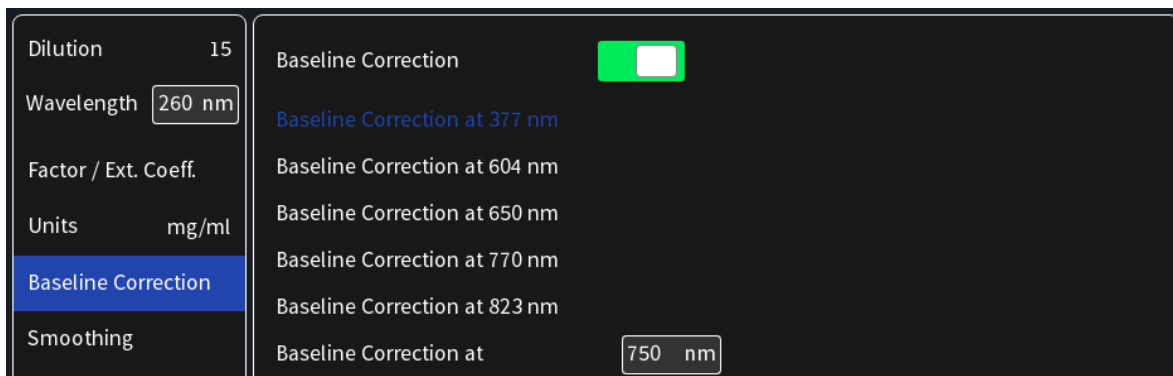 Dilution 15
Wavelength 260 nm
Factor / Ext. Coeff.
Units mg/ml
Baseline Correction
Smoothing
Baseline Correction
Baseline Correction at 377 nm
Baseline Correction at 604 nm
Baseline Correction at 650 nm
Baseline Correction at 770 nm
Baseline Correction at 823 nm
Baseline Correction at 750 nm